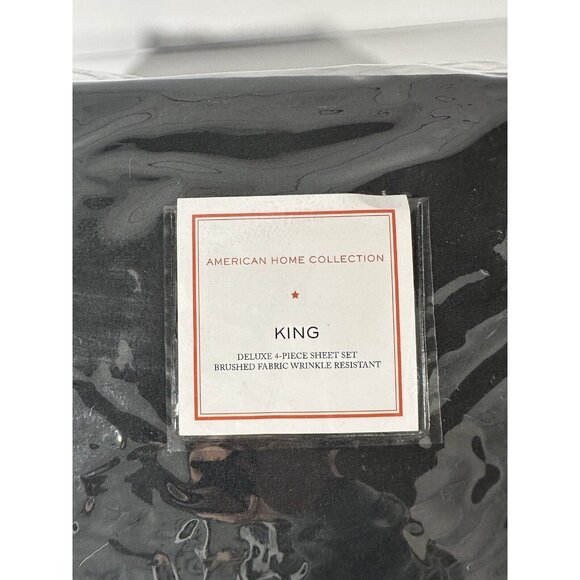 AMERICAN HOME COLLECTION
KING
DELUXE 4-PIECE SHEET SET
BRUSHED FABRIC WRINKLE RESISTANT